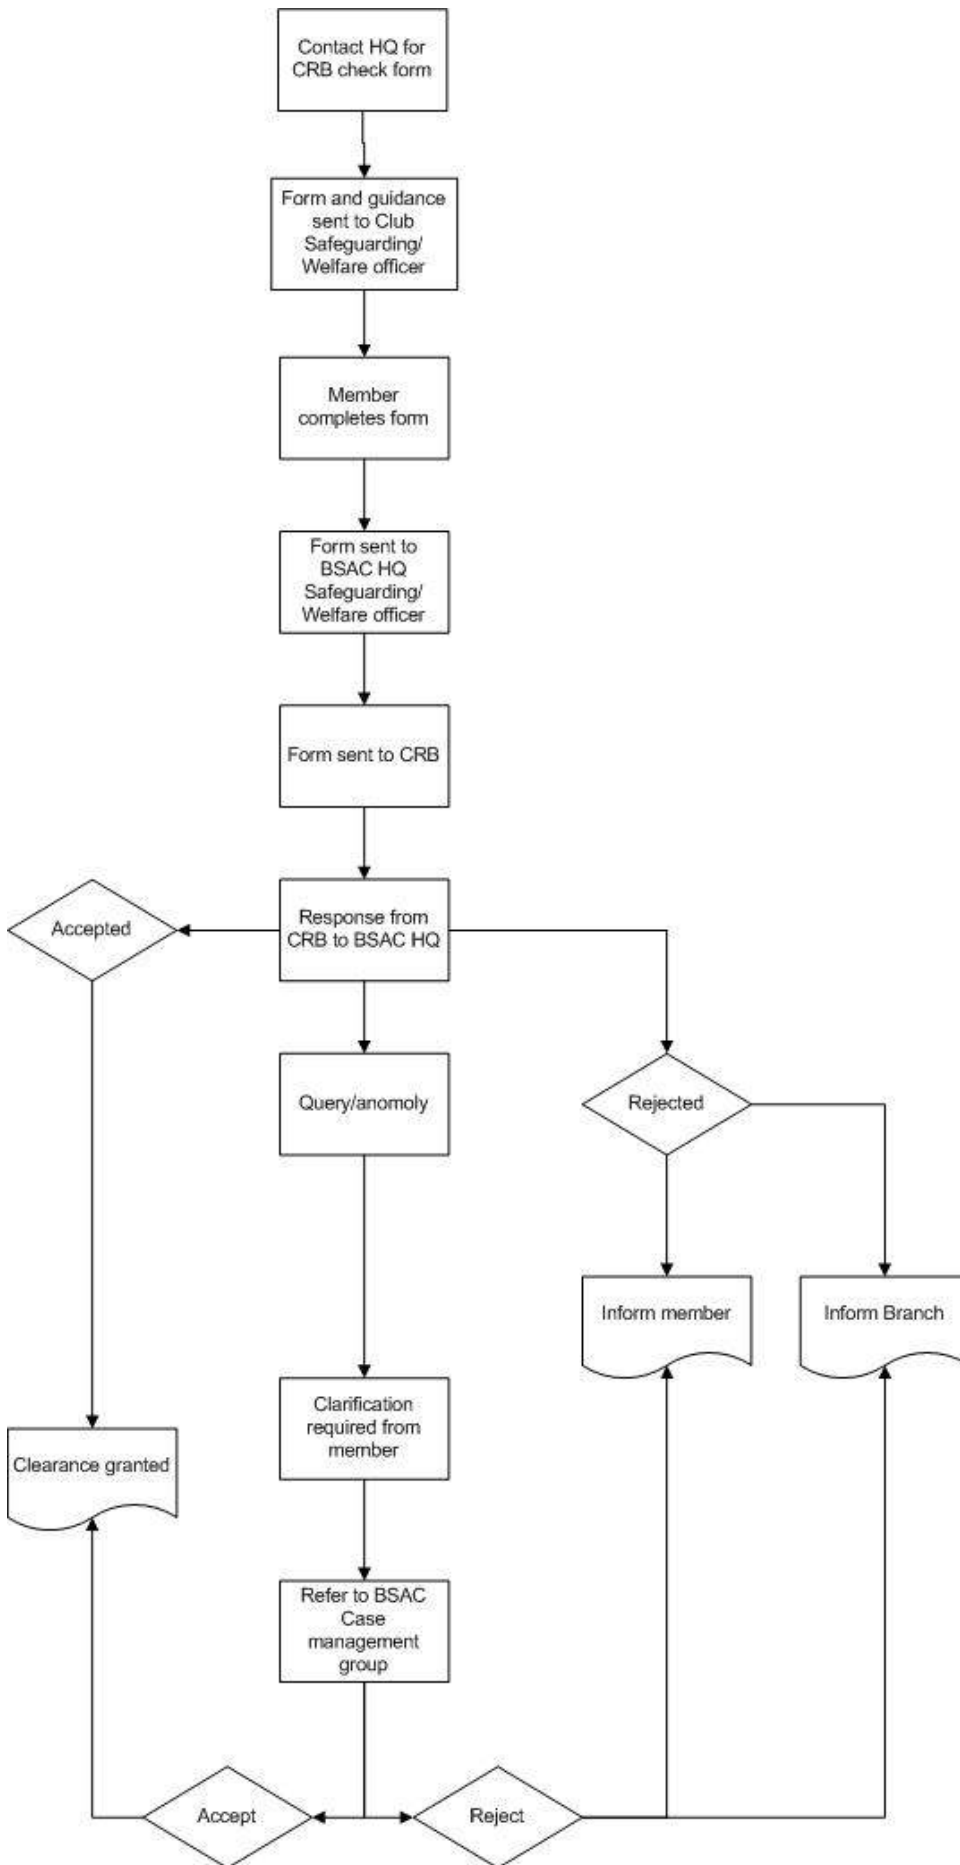 Contact HQ for
CRB check form
Form and guidance
sent to Club
Safeguarding/
Welfare officer
Member
completes form
Form sent to
BSAC HQ
Safeguarding/
Welfare officer
Form sent to CRB
Accepted
Response from
CRB to BSAC HQ
Query/anomoly
Rejected
Inform member
Inform Branch
Clarification
required from
member
Clearance granted
Refer to BSAC
Case
management
group
Accept
Reject